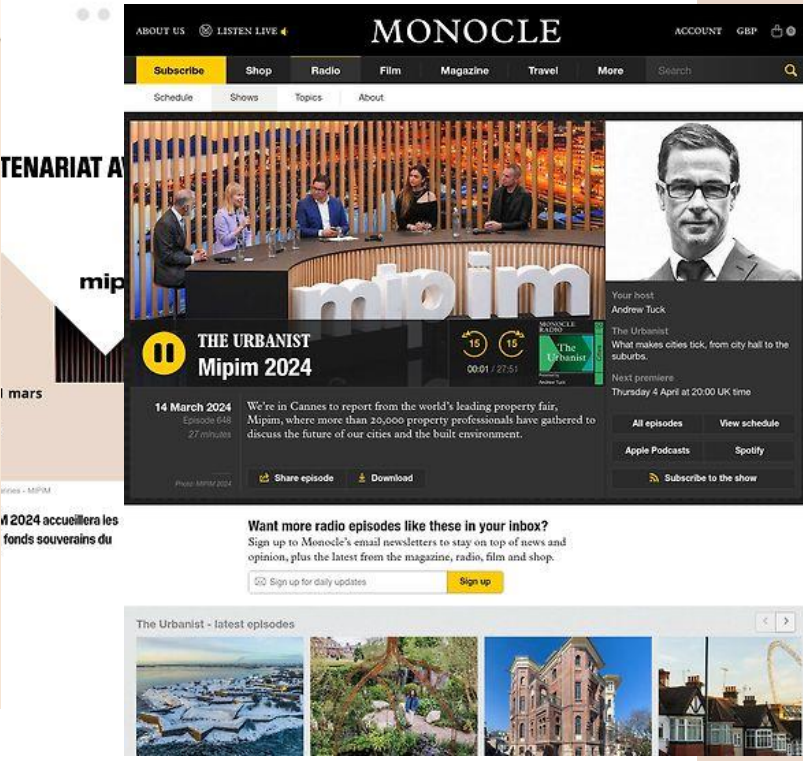 ABOUT US
LISTEN LIVE
MONOCLE
ACCOUNT
GBP
0
Subscribe
Shop
Radio
Film
Magazine
Travel
More
Search
Schedule
Shows
Topics
About
TENARIAT A
mip
mars
nnes - MIPIM
M 2024 accueillera les
fonds souverains du
mipim
THE URBANIST
Mipim 2024
15
15
00:01 / 27:51
MONOCLE
RADIO
The
Urbanist
Cities
Presented by
Andrew Tuck
14 March 2024
Episode 648
27 minutes
Photo: MIPIM 2024
We're in Cannes to report from the world's leading property fair,
Mipim, where more than 20,000 property professionals have gathered to
discuss the future of our cities and the built environment.
Share episode
Download
Your host
Andrew Tuck
The Urbanist
What makes cities tick, from city hall to the
suburbs.
Next premiere
Thursday 4 April at 20:00 UK time
All episodes
View schedule
Apple Podcasts
Spotify
Subscribe to the show
Want more radio episodes like these in your inbox?
Sign up to Monocle's email newsletters to stay on top of news and
opinion, plus the latest from the magazine, radio, film and shop.
Sign up for daily updates
Sign up
The Urbanist - latest episodes